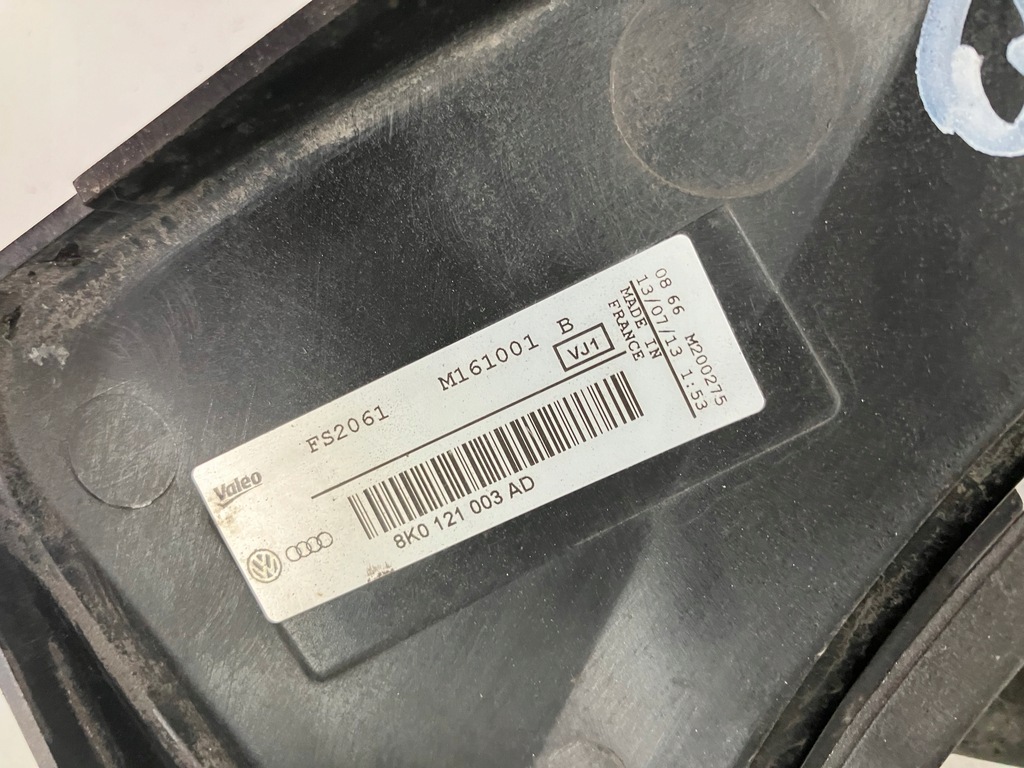 Valeo
FS2061 M161001 B
VJ1
8K0 121 003 AD
MADE IN
FRANCE
13/07/13 1:53
08 66 M200275